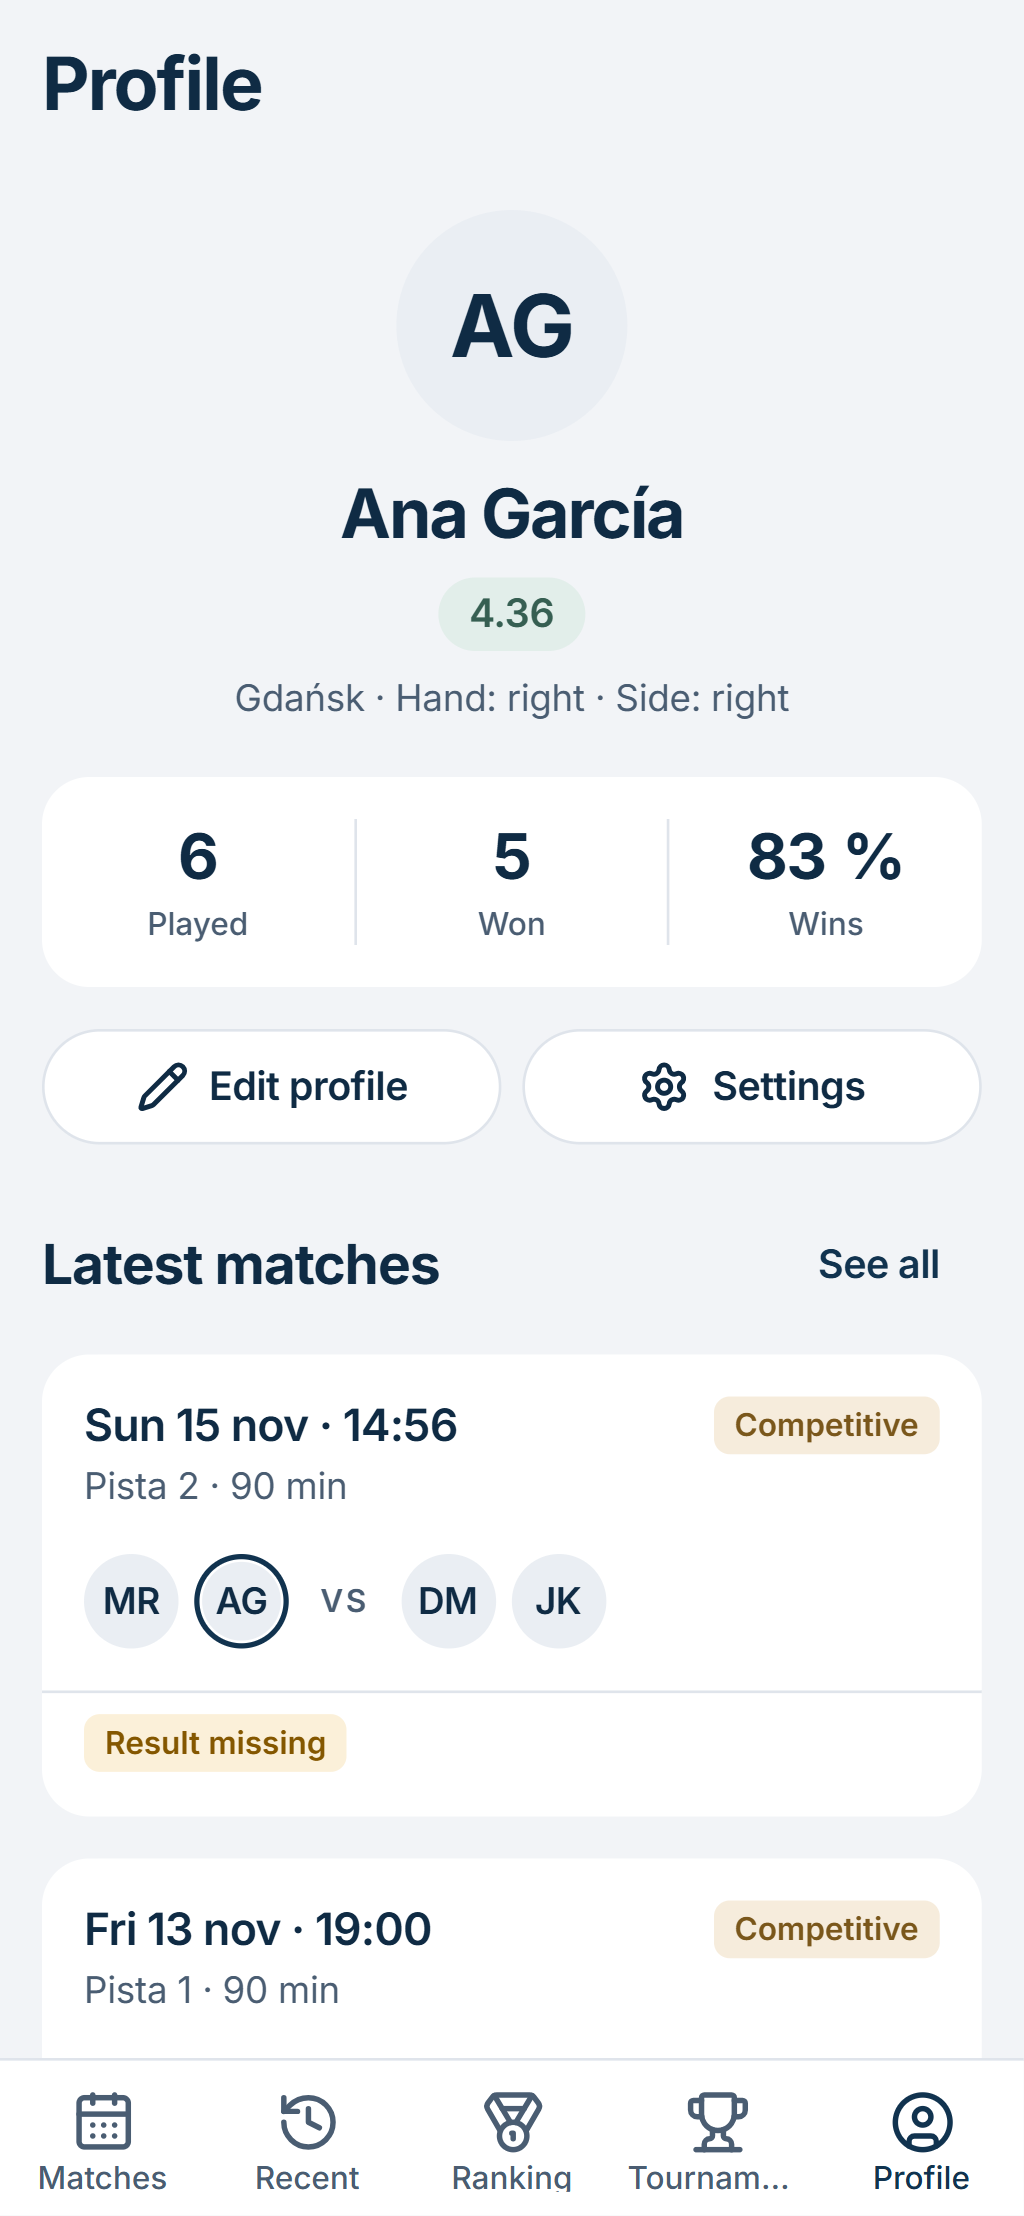 Profile
AG
Ana García
4.36
Gdańsk · Hand: right · Side: right
6 5 83 %
Played Won Wins
Edit profile Settings
Latest matches See all
Sun 15 nov · 14:56 Competitive
Pista 2 · 90 min
MR AG VS DM JK
Result missing
Fri 13 nov · 19:00 Competitive
Pista 1 · 90 min
Matches Recent Ranking Tournam... Profile